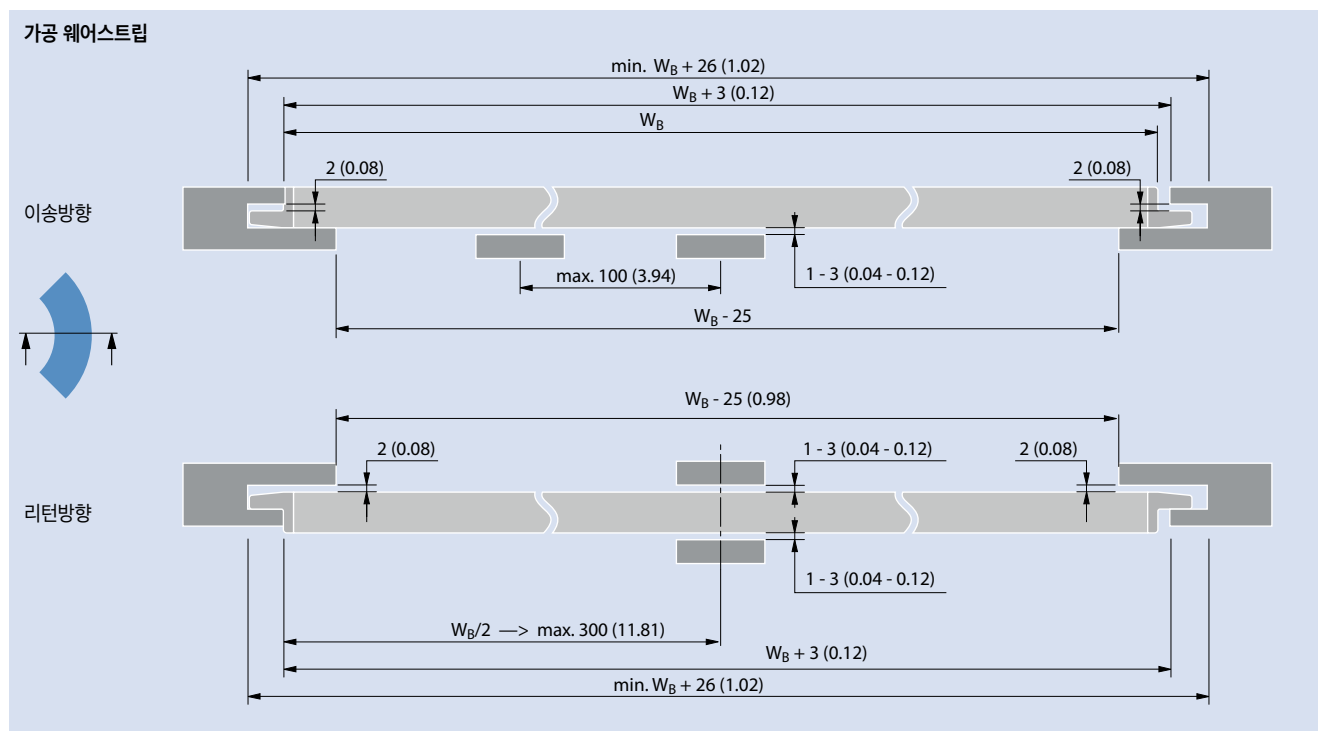 가공 웨어스트립
min. WB + 26 (1.02)
WB + 3 (0.12)
WB
2 (0.08)
2 (0.08)
이송방향
max. 100 (3.94)
1 - 3 (0.04 - 0.12)
WB - 25
WB - 25 (0.98)
2 (0.08)
1 - 3 (0.04 - 0.12)
2 (0.08)
리턴방향
1 - 3 (0.04 - 0.12)
WB/2 —> max. 300 (11.81)
WB + 3 (0.12)
min. WB + 26 (1.02)